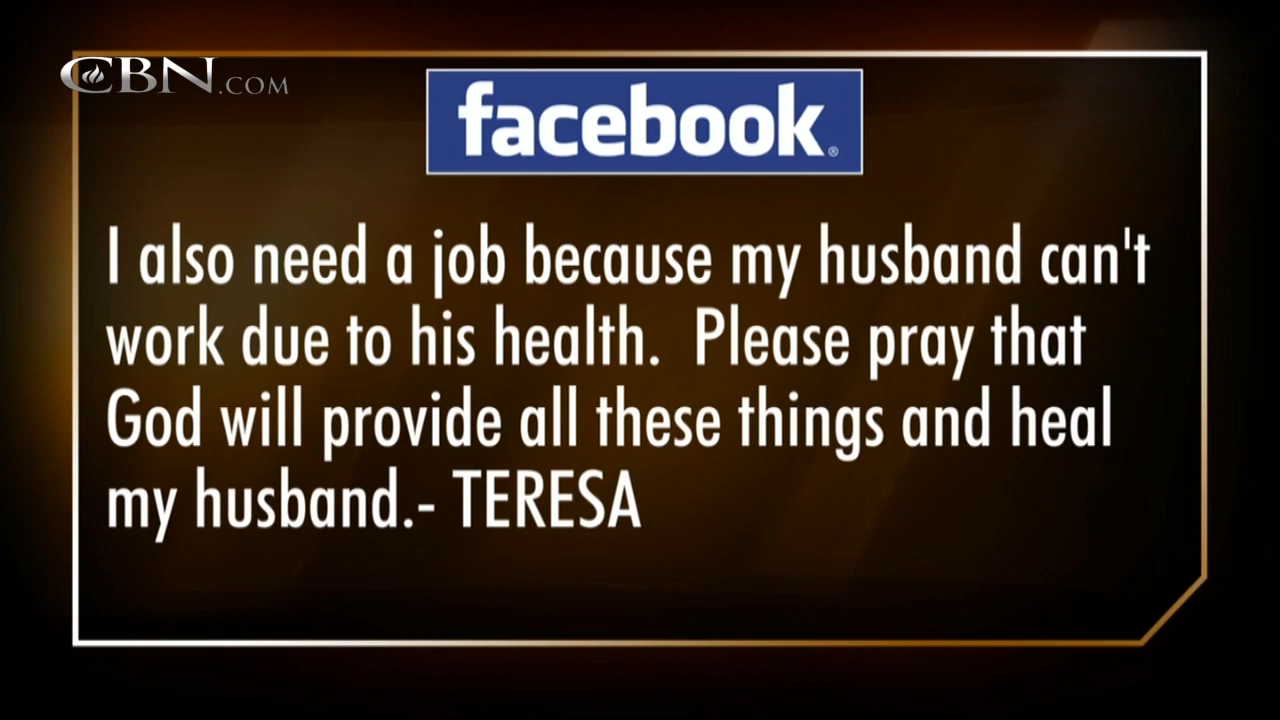 CBN.COM
facebook®
I also need a job because my husband can't
work due to his health.  Please pray that
God will provide all these things and heal
my husband.- TERESA